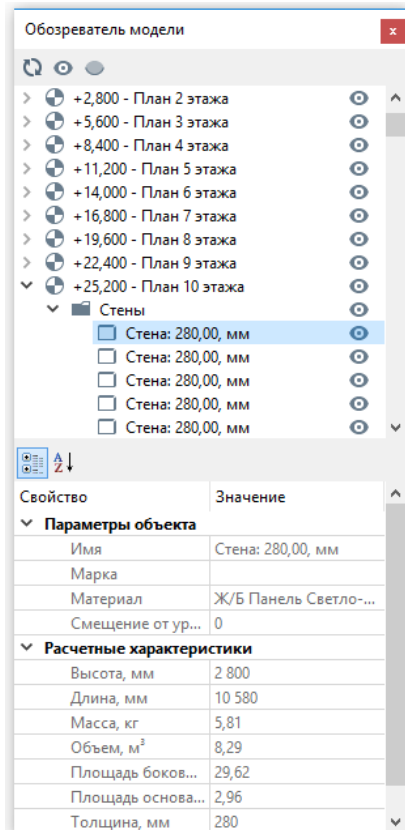 Обозреватель модели
x
+2,800 - План 2 этажа
+5,600 - План 3 этажа
+8,400 - План 4 этажа
+11,200 - План 5 этажа
+14,000 - План 6 этажа
+16,800 - План 7 этажа
+19,600 - План 8 этажа
+22,400 - План 9 этажа
+25,200 - План 10 этажа
Стены
Стена: 280,00, мм
Стена: 280,00, мм
Стена: 280,00, мм
Стена: 280,00, мм
Стена: 280,00, мм
A Z
Свойство Значение
Параметры объекта
Имя Стена: 280,00, мм
Марка
Материал Ж/Б Панель Светло-...
Смещение от ур... 0
Расчетные характеристики
Высота, мм 2 800
Длина, мм 10 580
Масса, кг 5,81
Объем, м³ 8,29
Площадь боков... 29,62
Площадь основа... 2,96
Толщина, мм 280